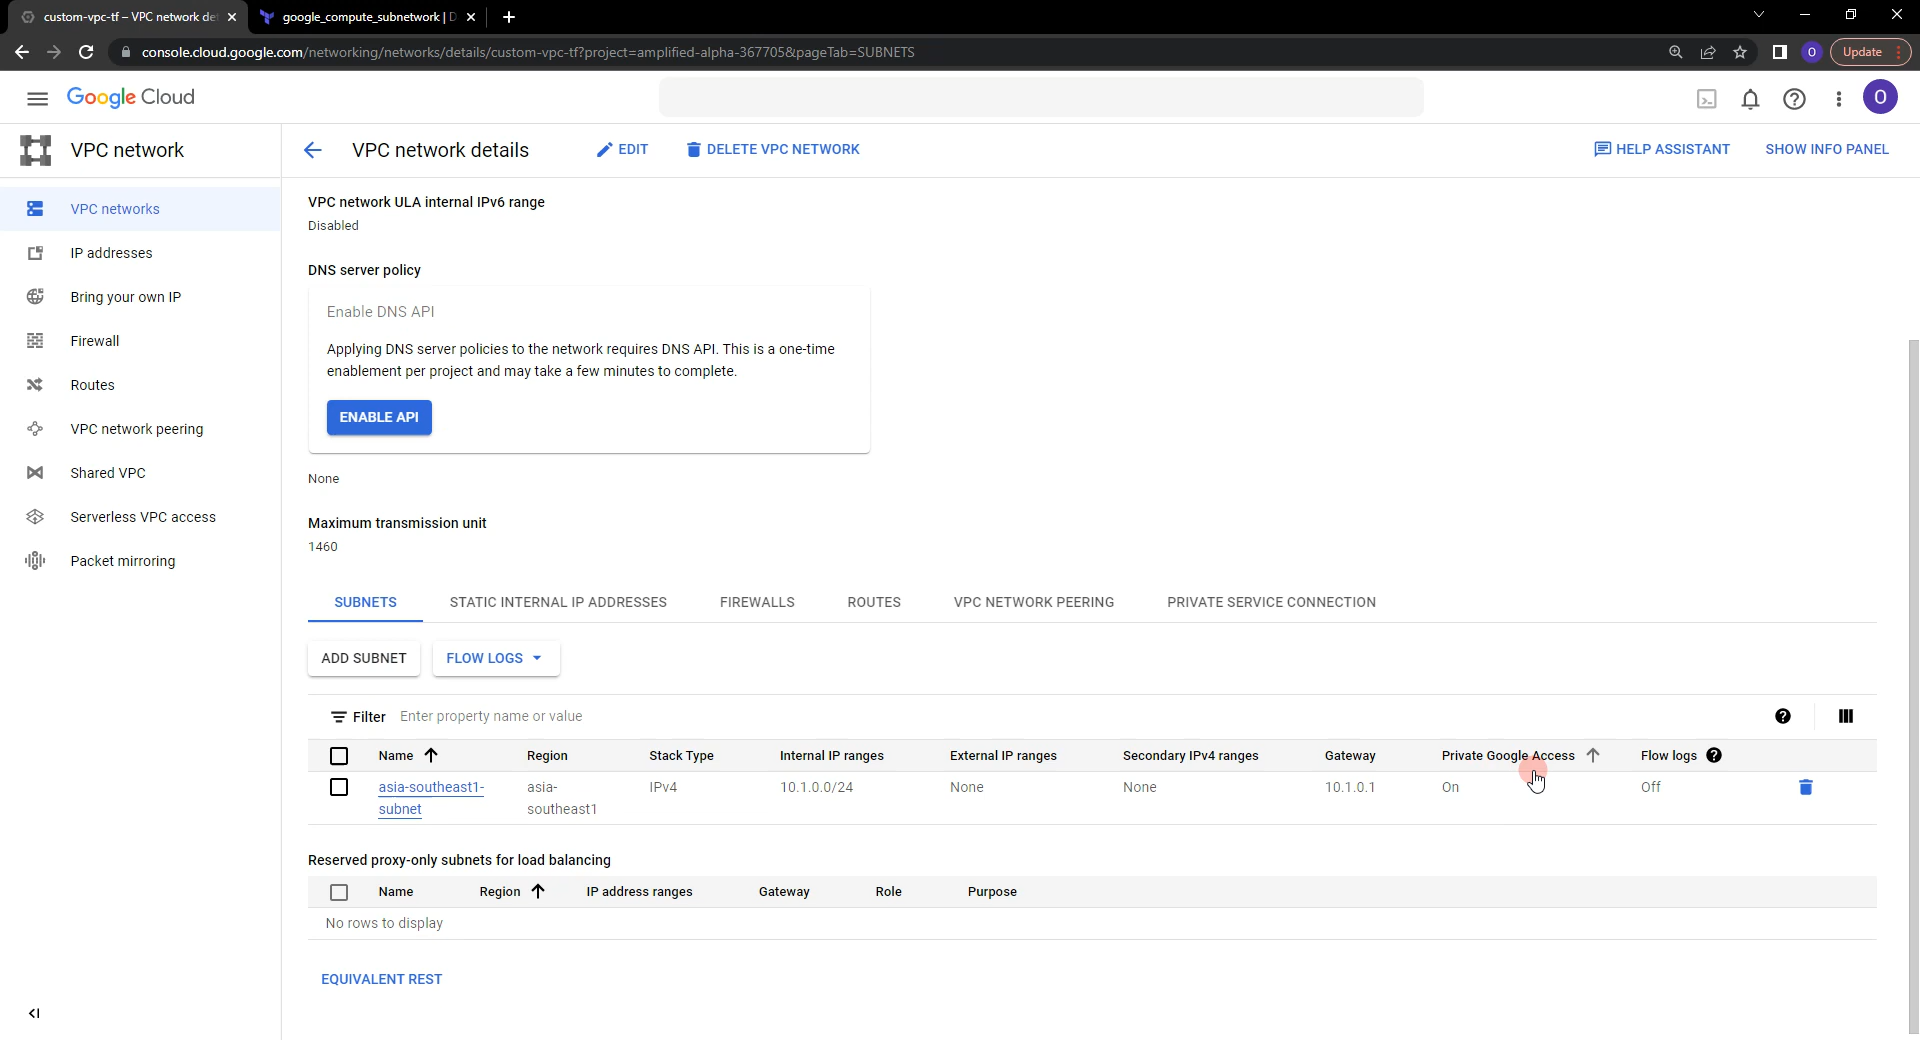 custom-vpc-tf – VPC network det
google_compute_subnetwork | D
console.cloud.google.com/networking/networks/details/custom-vpc-tf?project=amplified-alpha-367705&pageTab=SUBNETS
O
Update
Google Cloud
O
VPC network
VPC network details
EDIT
DELETE VPC NETWORK
HELP ASSISTANT
SHOW INFO PANEL
VPC networks
IP addresses
Bring your own IP
Firewall
Routes
VPC network peering
Shared VPC
Serverless VPC access
Packet mirroring
VPC network ULA internal IPv6 range
Disabled
DNS server policy
Enable DNS API
Applying DNS server policies to the network requires DNS API. This is a one-time
enablement per project and may take a few minutes to complete.
ENABLE API
None
Maximum transmission unit
1460
SUBNETS STATIC INTERNAL IP ADDRESSES FIREWALLS ROUTES VPC NETWORK PEERING PRIVATE SERVICE CONNECTION
ADD SUBNET FLOW LOGS
Filter Enter property name or value
Name Region Stack Type Internal IP ranges External IP ranges Secondary IPv4 ranges Gateway Private Google Access Flow logs
asia-southeast1- asia- IPv4 10.1.0.0/24 None None 10.1.0.1 On Off
subnet southeast1
Reserved proxy-only subnets for load balancing
Name Region IP address ranges Gateway Role Purpose
No rows to display
EQUIVALENT REST